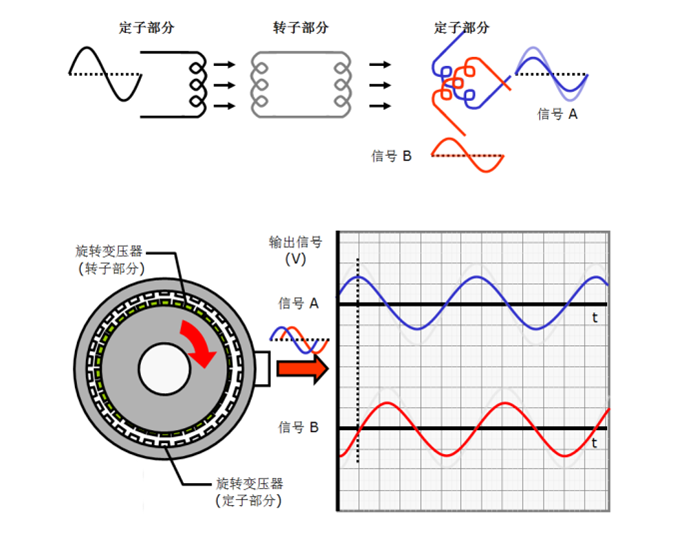 定子部分
转子部分
定子部分
信号 A
信号 B
旋转变压器
(转子部分)
输出信号
(V)
信号 A
t
信号 B
t
旋转变压器
(定子部分)